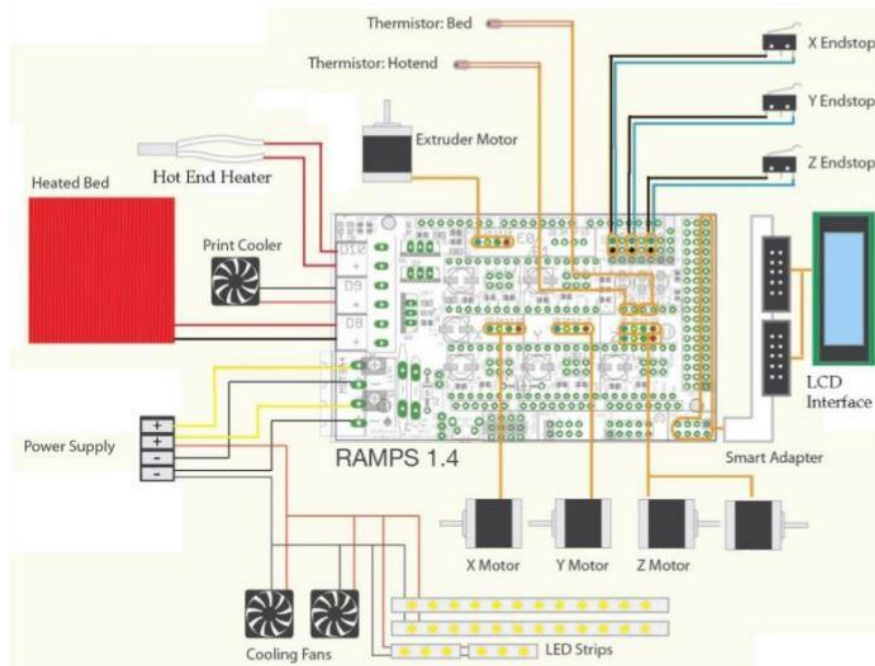 Thermistor: Bed
Thermistor: Hotend
X Endstop
Y Endstop
Z Endstop
Extruder Motor
Hot End Heater
Heated Bed
Print Cooler
D10
+
D9
+
D8
+
X
Y
Z
LCD
Interface
Smart Adapter
Power Supply
+
+
-
-
RAMPS 1.4
X Motor
Y Motor
Z Motor
Cooling Fans
LED Strips